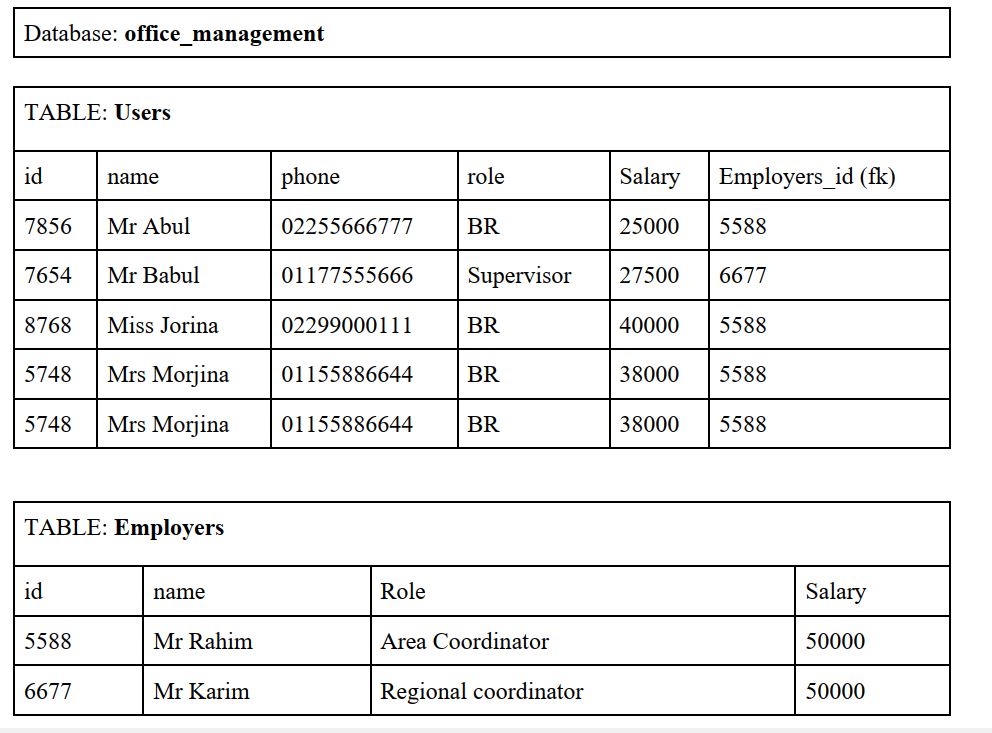 Database: office_management
TABLE: Users
id name phone role Salary Employers_id (fk)
7856 Mr Abul 02255666777 BR 25000 5588
7654 Mr Babul 01177555666 Supervisor 27500 6677
8768 Miss Jorina 02299000111 BR 40000 5588
5748 Mrs Morjina 01155886644 BR 38000 5588
5748 Mrs Morjina 01155886644 BR 38000 5588
TABLE: Employers
id name Role Salary
5588 Mr Rahim Area Coordinator 50000
6677 Mr Karim Regional coordinator 50000